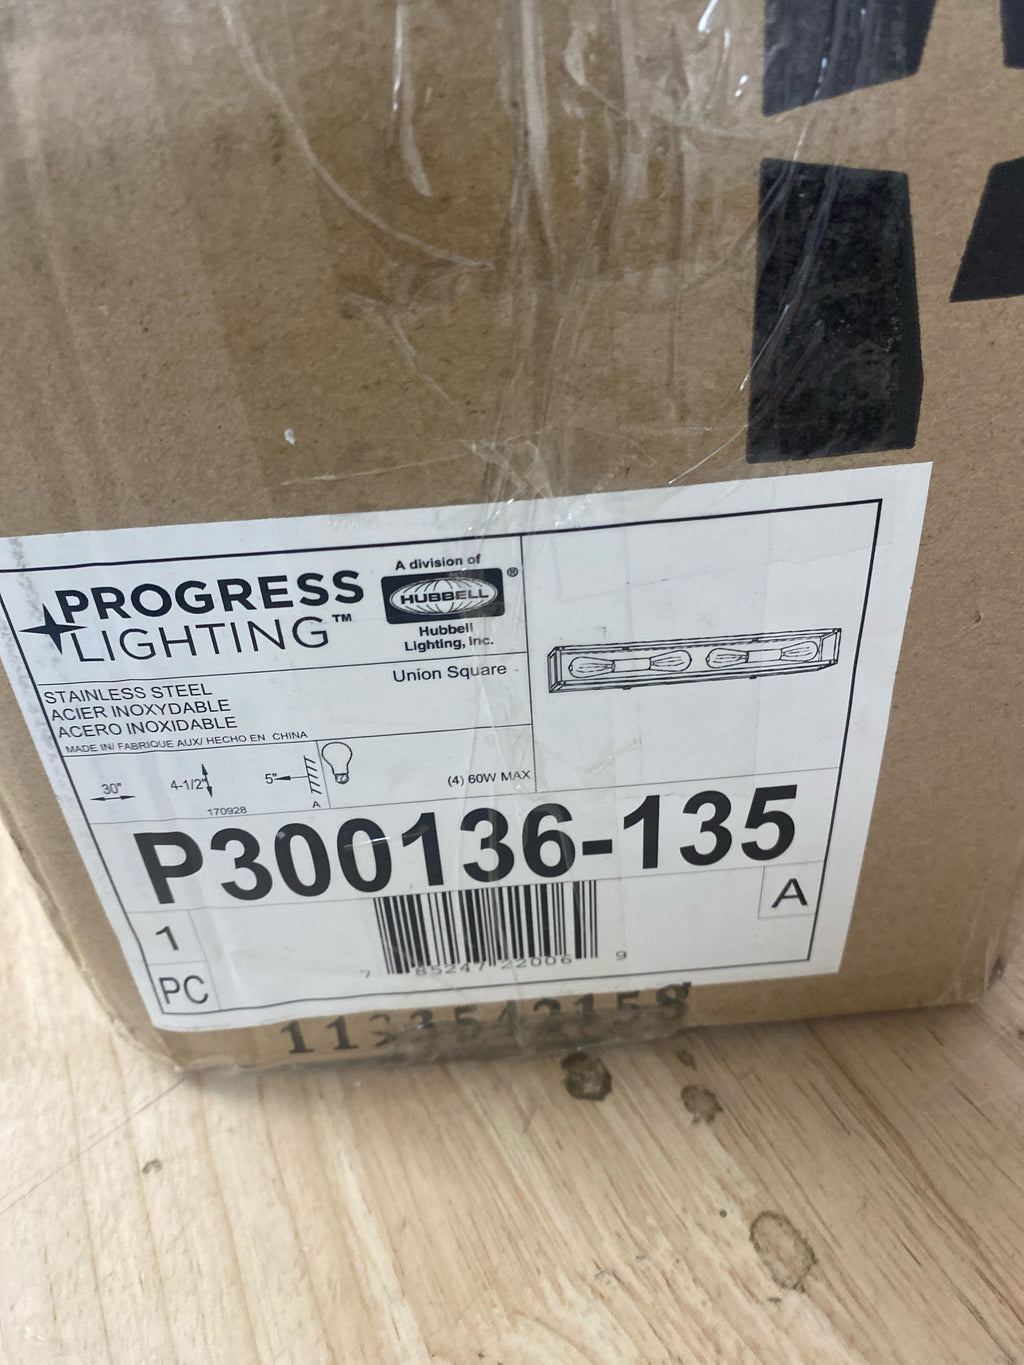 PROGRESS
LIGHTING™
A division of
HUBBELL®
Hubbell
Lighting, Inc.
Union Square
STAINLESS STEEL
ACIER INOXYDABLE
ACERO INOXIDABLE
MADE IN/ FABRIQUE AUX/ HECHO EN CHINA
30"
4-1/2"
5"
A
(4) 60W MAX
170928
P300136-135
A
1
PC
7 85247 22006 9